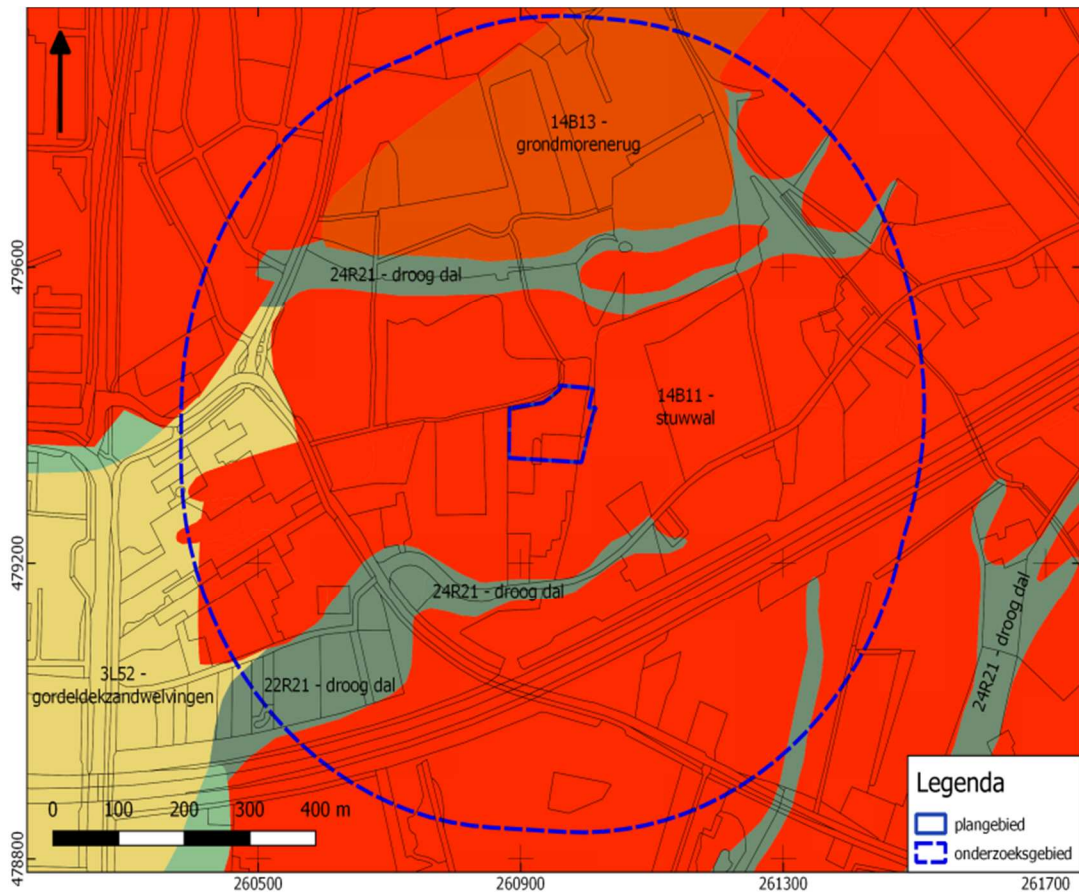 14B13 -
grondmorenerug
479600
24R21 - droog dal
14B11 -
stuwwal
479200
24R21 - droog dal
24R21 - droog dal
3L52 -
gordeldekzandwelvingen
22R21 - droog dal
Legenda
plangebied
onderzoeksgebied
0 100 200 300 400 m
478800
260500 260900 261300 261700